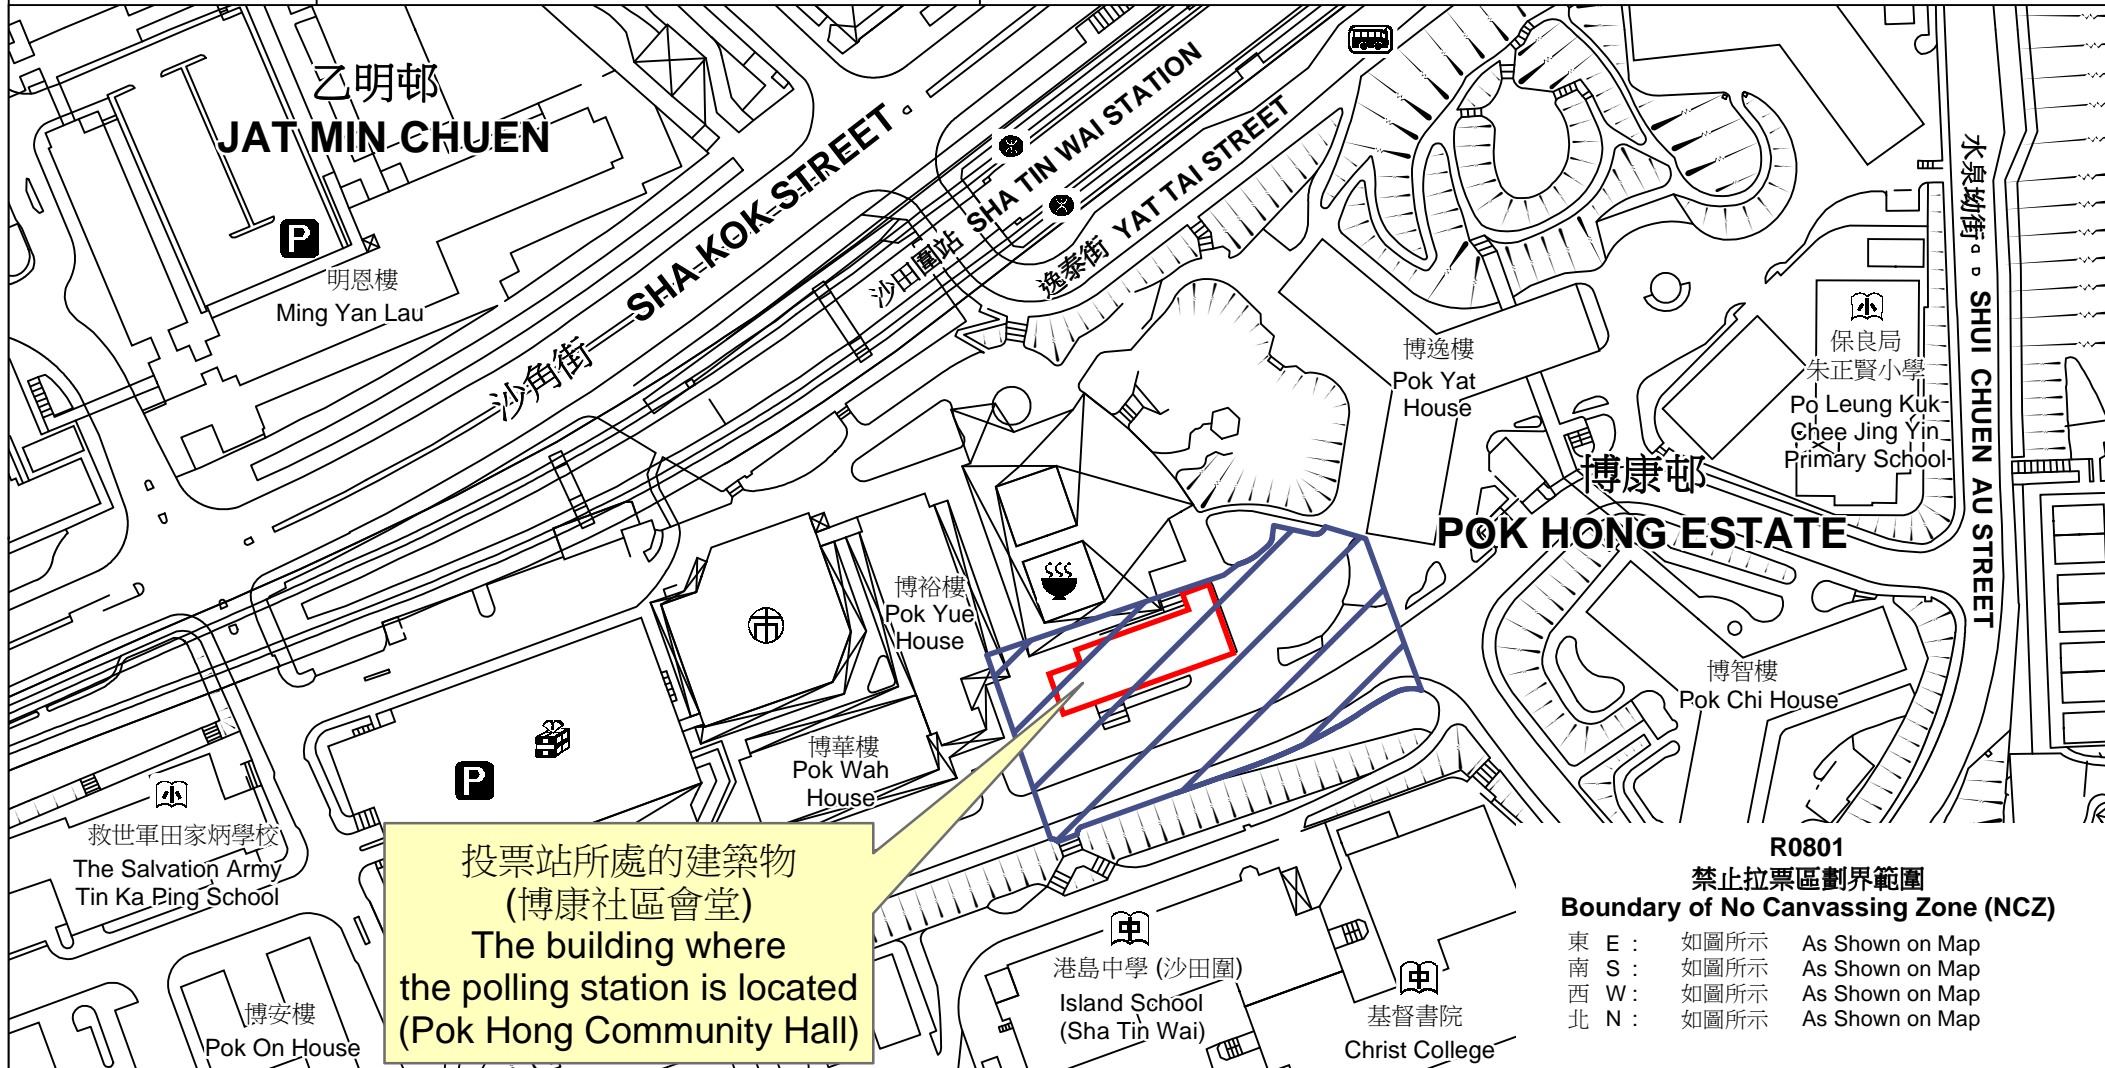 乙明邨
JAT MIN CHUEN
P
明恩樓
Ming Yan Lau
沙角街 SHA KOK STREET
沙田圍站 SHA TIN WAI STATION
逸泰街 YAT TAI STREET
水泉坳街 SHUI CHUEN AU STREET
小
保良局
朱正賢小學
Po Leung Kuk
Chee Jing Yin
Primary School
博逸樓
Pok Yat
House
博康邨
POK HONG ESTATE
博裕樓
Pok Yue
House
市
博智樓
Pok Chi House
博華樓
Pok Wah
House
P
小
救世軍田家炳學校
The Salvation Army
Tin Ka Ping School
投票站所處的建築物
(博康社區會堂)
The building where
the polling station is located
(Pok Hong Community Hall)
博安樓
Pok On House
中
港島中學 (沙田圍)
Island School
(Sha Tin Wai)
中
基督書院
Christ College
R0801
禁止拉票區劃界範圍
Boundary of No Canvassing Zone (NCZ)
東 E : 如圖所示 As Shown on Map
南 S : 如圖所示 As Shown on Map
西 W : 如圖所示 As Shown on Map
北 N : 如圖所示 As Shown on Map